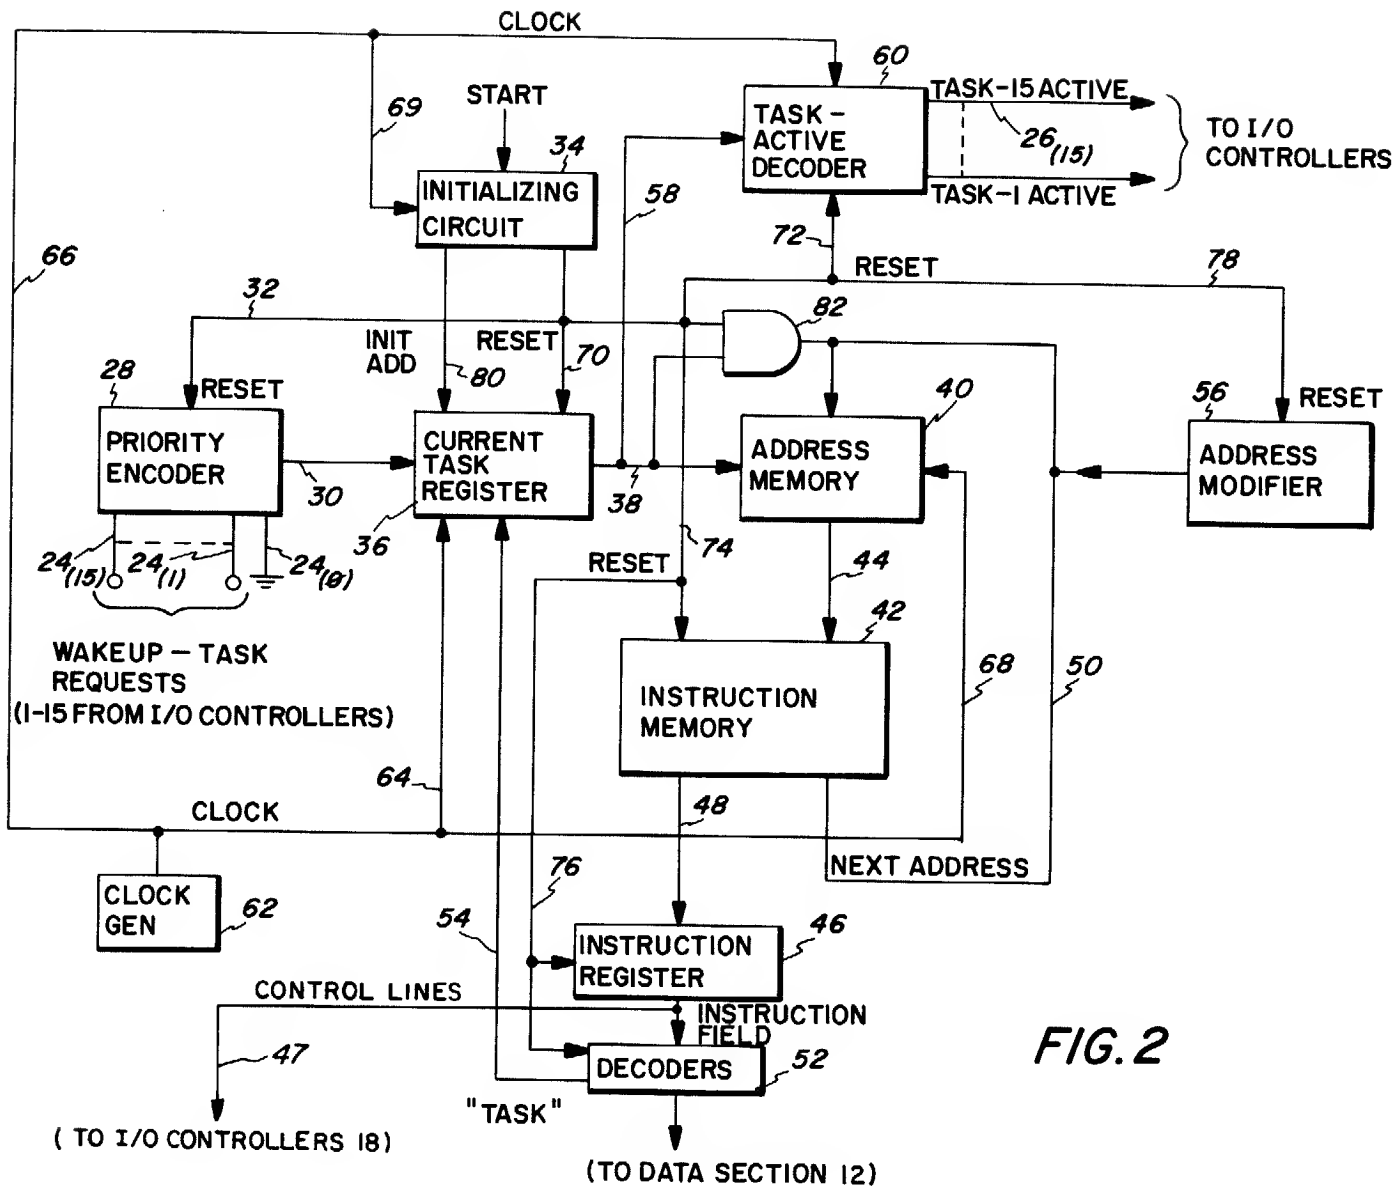 CLOCK
60
TASK-15 ACTIVE
START
69
TASK-
ACTIVE
DECODER
26 (15)
TO I/O
CONTROLLERS
34
INITIALIZING
CIRCUIT
58
TASK-1 ACTIVE
72
66
RESET
78
32
82
INIT
ADD
RESET
80
70
28
RESET
40
56
RESET
PRIORITY
ENCODER
CURRENT
TASK
REGISTER
ADDRESS
MEMORY
ADDRESS
MODIFIER
30
38
36
74
24 (15)
24 (1)
24 (0)
RESET
44
42
WAKEUP-TASK
REQUESTS
(1-15 FROM I/O CONTROLLERS)
INSTRUCTION
MEMORY
68
50
64
CLOCK
48
NEXT ADDRESS
76
CLOCK
GEN
62
54
46
INSTRUCTION
REGISTER
CONTROL LINES
INSTRUCTION
FIELD
47
DECODERS
52
FIG. 2
"TASK"
(TO I/O CONTROLLERS 18)
(TO DATA SECTION 12)